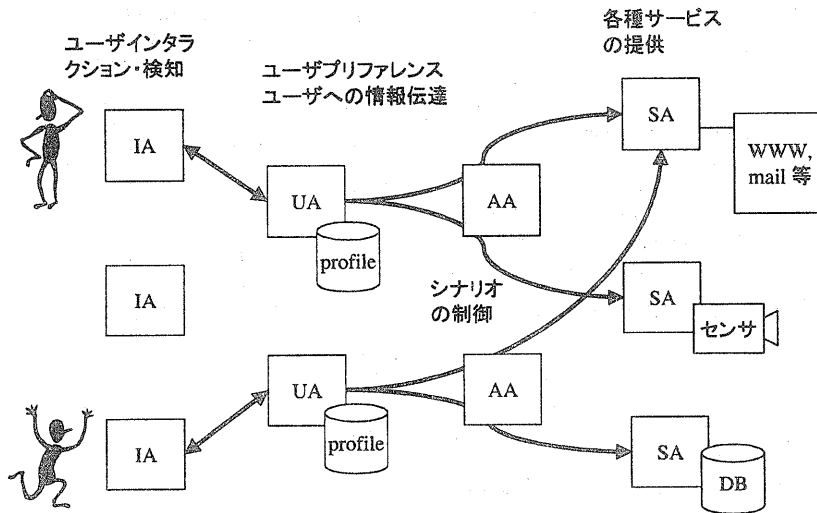 ユーザインタラ
クション・検知
ユーザプリファレンス
ユーザへの情報伝達
各種サービス
の提供
IA
UA
profile
AA
SA
WWW,
mail 等
IA
シナリオ
の制御
SA
センサ
IA
UA
profile
AA
SA
DB